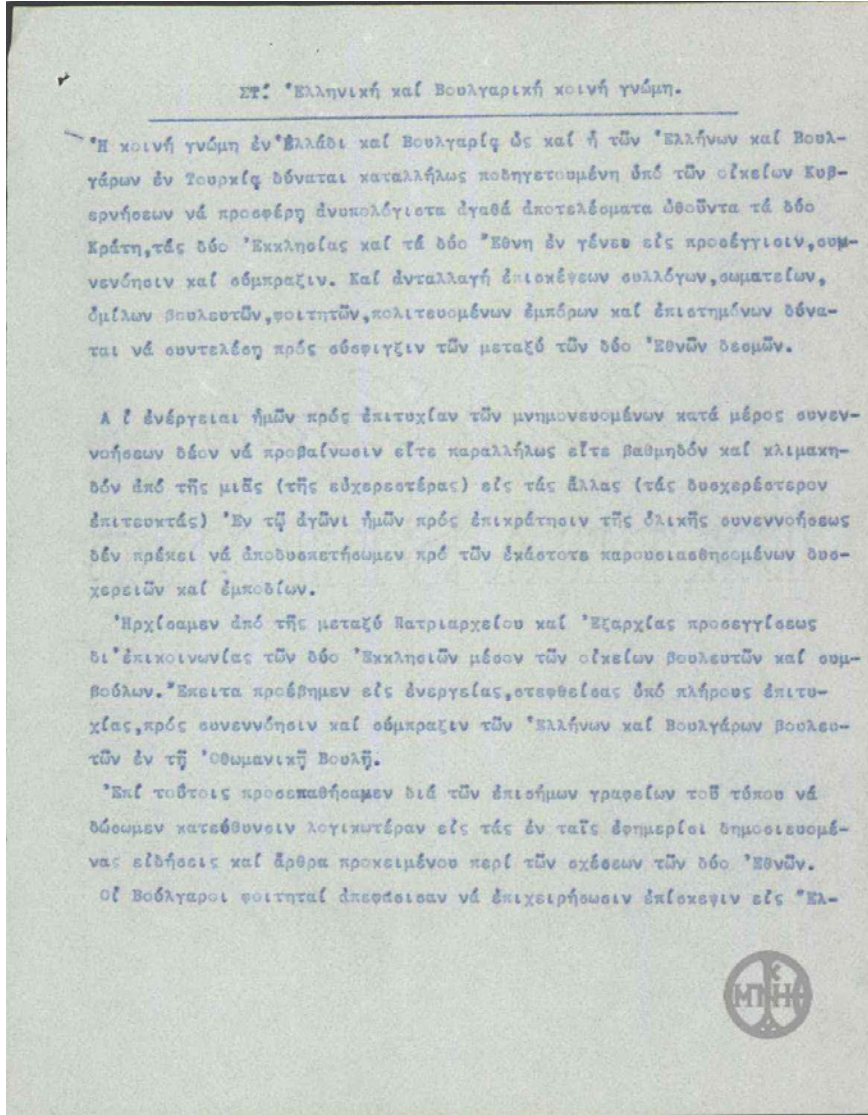 ΣΤ: Ἑλληνική καί Βουλγαρική κοινή γνώμη.
Ἡ κοινή γνώμη ἐν Ἑλλάδι καί Βουλγαρίᾳ ὡς καί ἡ τῶν Ἑλλήνων καί Βουλ-
γάρων ἐν Τουρκίᾳ δύναται καταλλήλως ποδηγετουμένη ὑπό τῶν οἰκείων Κυβ-
ερνήσεων νά προσφέρῃ ἀνυπολόγιστα ἀγαθά ἀποτελέσματα ὠθοῦντα τά δύο
Κράτη,τάς δύο Ἐκκλησίας καί τά δύο Ἔθνη ἐν γένει εἰς προσέγγισιν,συμ-
νενόησιν καί σύμπραξιν. Καί ἀνταλλαγή ἐπισκέψεων συλλόγων,σωματείων,
ὁμίλων βουλευτῶν,φοιτητῶν,πολιτευομένων ἐμπόρων καί ἐπιστημόνων δύνα-
ται νά συντελέσῃ πρός σύσφιγξιν τῶν μεταξύ τῶν δύο Ἐθνῶν δεσμῶν.
Α ἱ ἐνέργειαι ἡμῶν πρός ἐπιτυχίαν τῶν μνημονευομένων κατά μέρος συνεν-
νοήσεων δέον νά προβαίνωσιν εἴτε παραλλήλως εἴτε βαθμηδόν καί κλιμακη-
δόν ἀπό τῆς μιᾶς (τῆς εὐχερεστέρας) εἰς τάς ἄλλας (τάς δυσχερέστερον
ἐπιτευκτάς) Ἐν τῷ ἀγῶνι ἡμῶν πρός ἐπικράτησιν τῆς ὁλικῆς συνεννοήσεως
δέν πρέπει νά ἀποδυσπετήσωμεν πρό τῶν ἑκάστοτε παρουσιασθησομένων δυσ-
χερειῶν καί ἐμποδίων.
Ἠρχίσαμεν ἀπό τῆς μεταξύ Πατριαρχείου καί Ἐξαρχίας προσεγγίσεως
δι'ἐπικοινωνίας τῶν δύο Ἐκκλησιῶν μέσον τῶν οἰκείων βουλευτῶν καί συμ-
βούλων. Ἔπειτα προέβημεν εἰς ἐνεργείας,στεφθείσας ὑπό πλήρους ἐπιτυ-
χίας,πρός συνεννόησιν καί σύμπραξιν τῶν Ἑλλήνων καί Βουλγάρων βουλευ-
τῶν ἐν τῇ Ὀθωμανικῇ Βουλῇ.
Ἐπί τούτοις προσεπαθήσαμεν διά τῶν ἐπισήμων γραφείων τοῦ τόπου νά
δώσωμεν κατεύθυνσιν λογικωτέραν εἰς τάς ἐν ταῖς ἐφημερίσι δημοσιευομέ-
νας εἰδήσεις καί ἄρθρα προκειμένου περί τῶν σχέσεων τῶν δύο Ἐθνῶν.
Οἱ Βούλγαροι φοιτηταί ἀπεφάσισαν νά ἐπιχειρήσωσιν ἐπίσκεψιν εἰς Ἑλ-